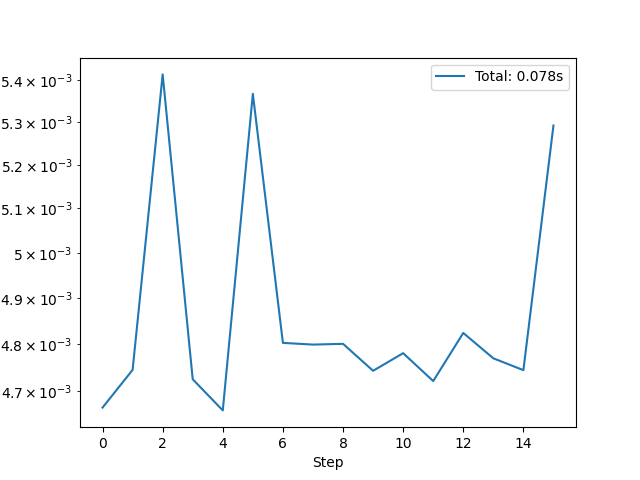 Total: 0.078s
5.4 × 10⁻³
5.3 × 10⁻³
5.2 × 10⁻³
5.1 × 10⁻³
5 × 10⁻³
4.9 × 10⁻³
4.8 × 10⁻³
4.7 × 10⁻³
0 2 4 6 8 10 12 14
Step